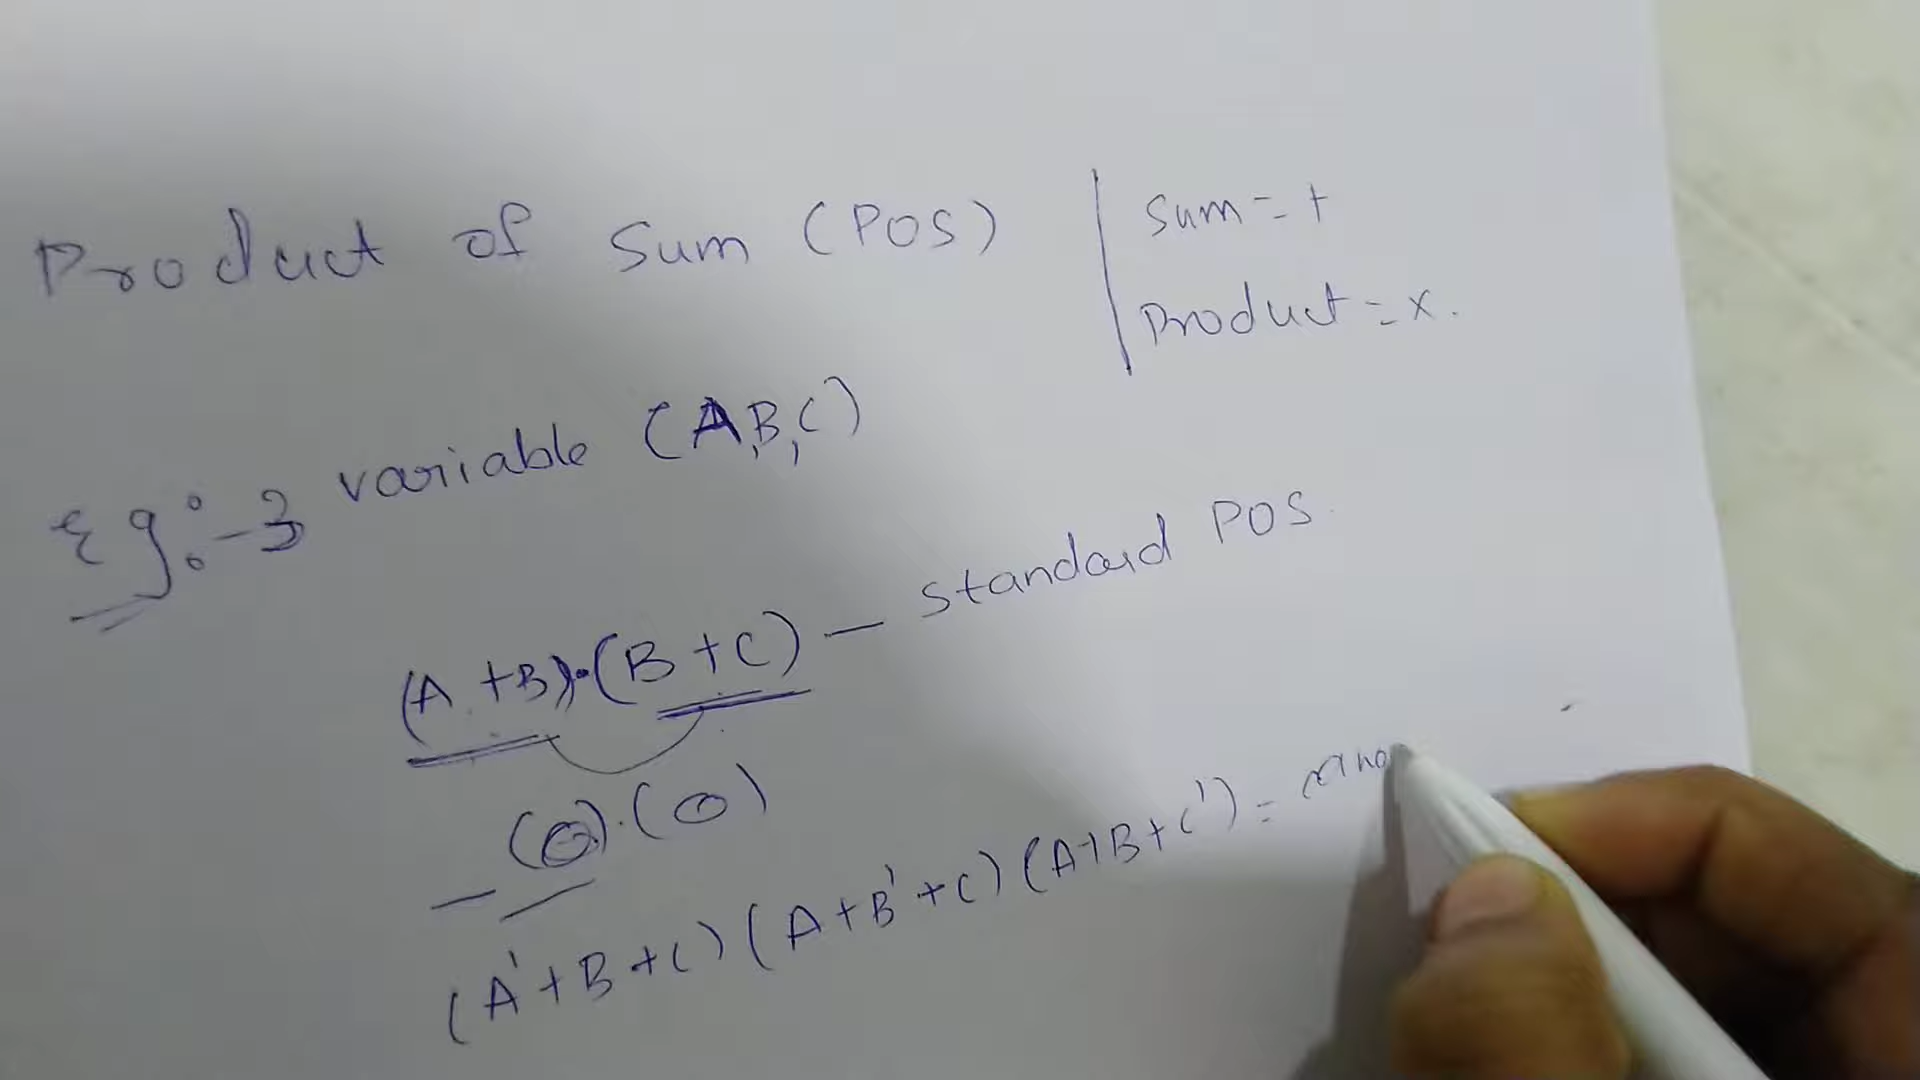 Product of Sum (POS)
Sum = +
Product = x.
Eg:- 3 variable (A,B,C)
(A+B).(B+C) — standard POS.
(0).(0)
(A'+B+C)(A+B'+C)(A+B+C') =